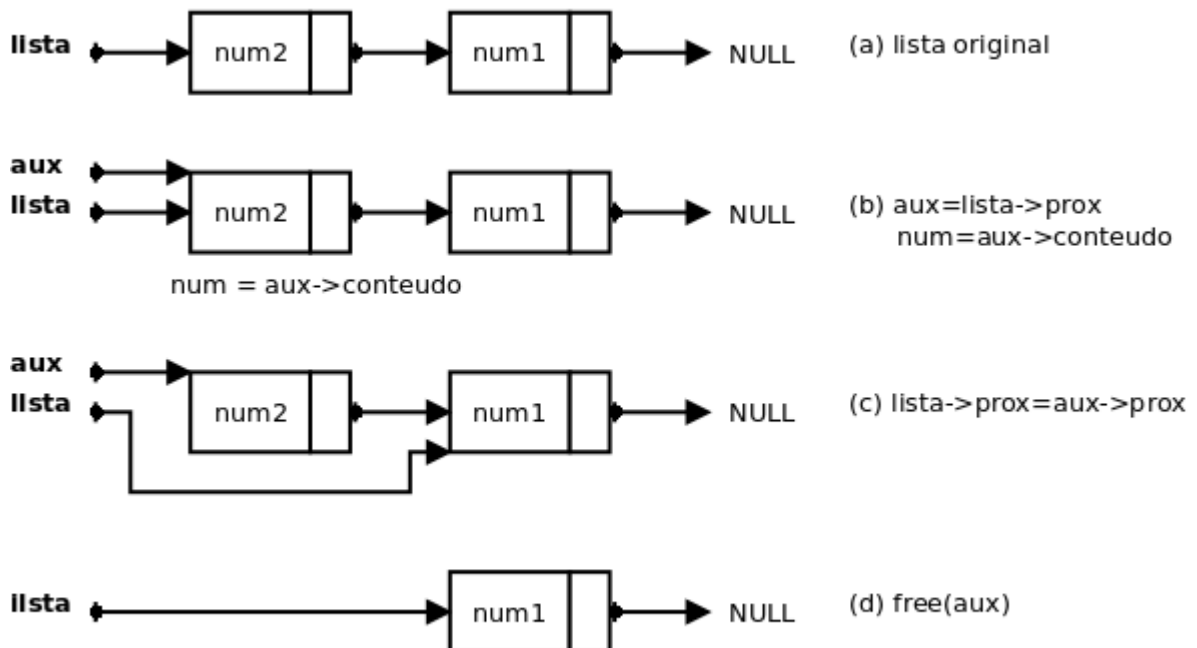 lista num2 num1 NULL (a) lista original
aux
lista num2 num1 NULL (b) aux=lista->prox
num=aux->conteudo
num = aux->conteudo
aux
lista num2 num1 NULL (c) lista->prox=aux->prox
lista num1 NULL (d) free(aux)